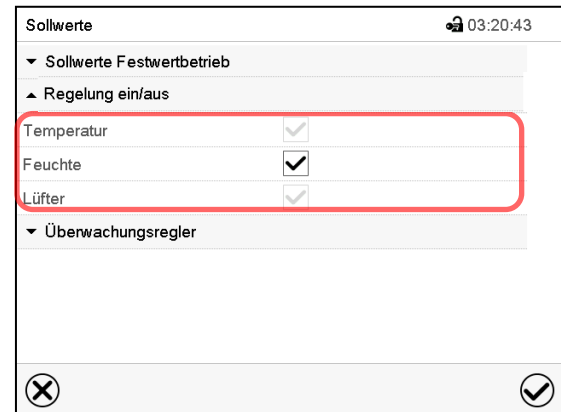 Sollwerte 03:20:43
Sollwerte Festwertbetrieb
Regelung ein/aus
Temperatur
Feuchte
Lüfter
Überwachungsregler